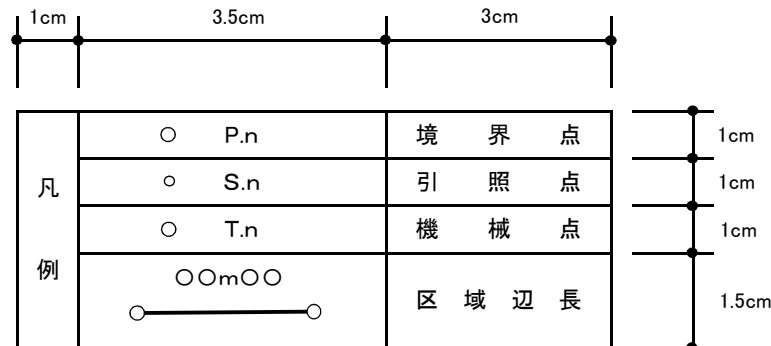 1cm 3.5cm 3cm
凡例
○ P.n 境界点 1cm
○ S.n 引照点 1cm
○ T.n 機械点 1cm
○○m○○ 区域辺長 1.5cm